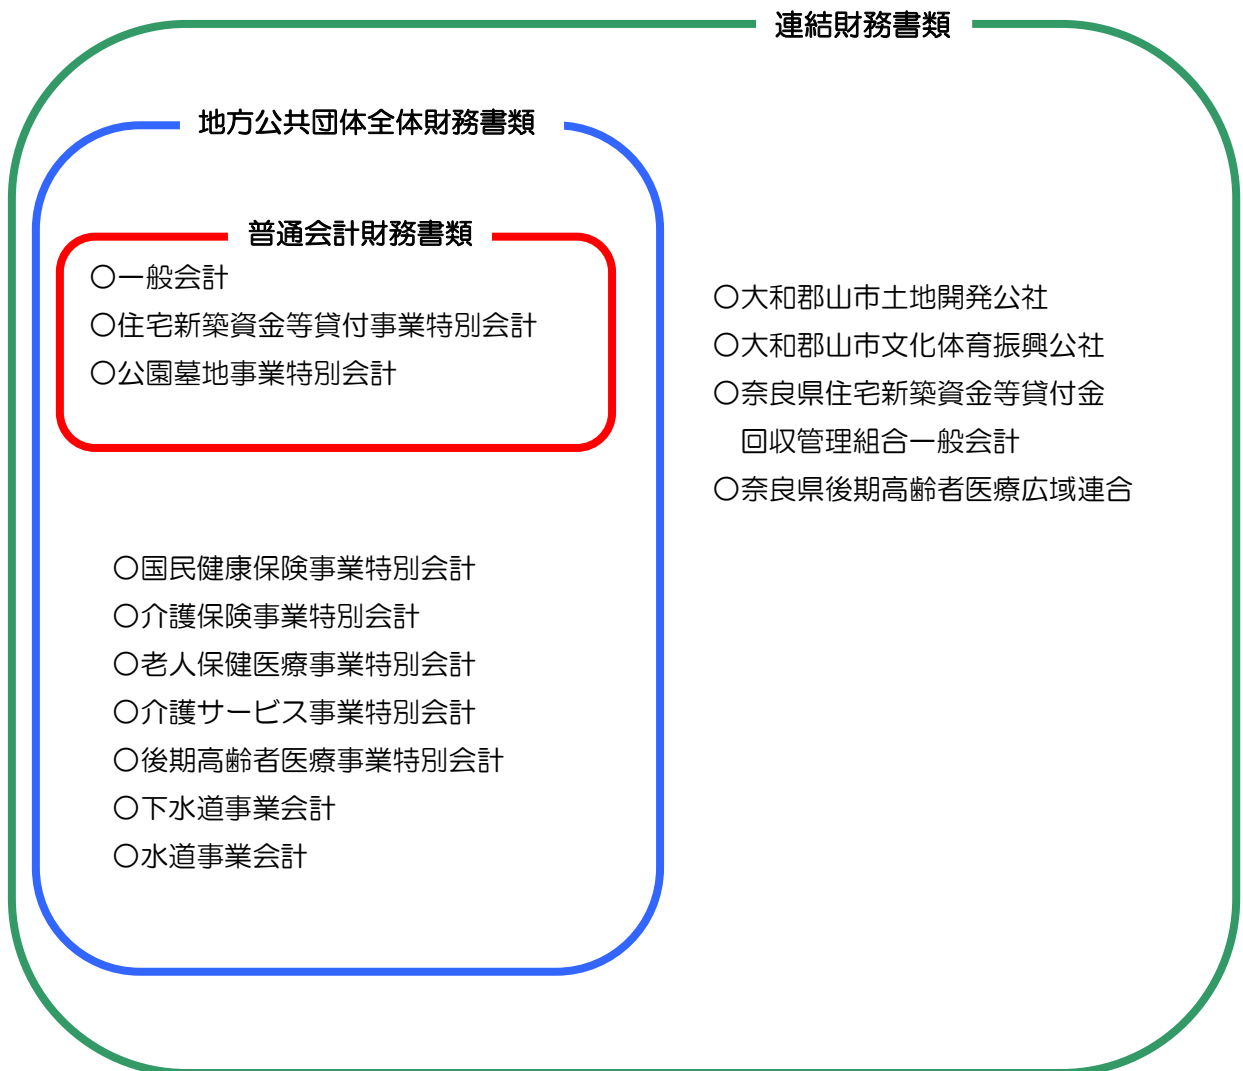 連結財務書類
地方公共団体全体財務書類
普通会計財務書類
○一般会計
○住宅新築資金等貸付事業特別会計
○公園墓地事業特別会計
○国民健康保険事業特別会計
○介護保険事業特別会計
○老人保健医療事業特別会計
○介護サービス事業特別会計
○後期高齢者医療事業特別会計
○下水道事業会計
○水道事業会計
○大和郡山市土地開発公社
○大和郡山市文化体育振興公社
○奈良県住宅新築資金等貸付金
回収管理組合一般会計
○奈良県後期高齢者医療広域連合